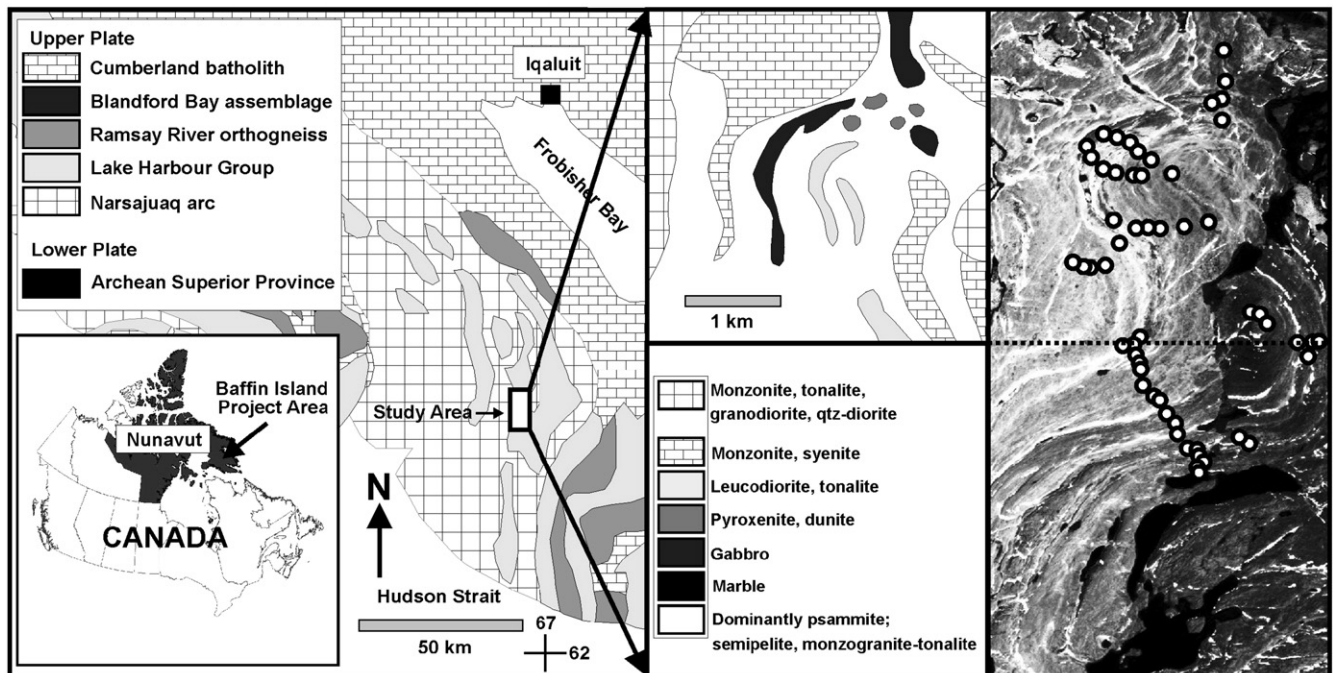 Upper Plate
Cumberland batholith
Blandford Bay assemblage
Ramsay River orthogneiss
Lake Harbour Group
Narsajuaq arc
Lower Plate
Archean Superior Province
Iqaluit
Frobisher Bay
Study Area
Baffin Island
Project Area
Nunavut
CANADA
N
Hudson Strait
50 km
67
62
1 km
Monzonite, tonalite,
granodiorite, qtz-diorite
Monzonite, syenite
Leucodiorite, tonalite
Pyroxenite, dunite
Gabbro
Marble
Dominantly psammite;
semipelite, monzogranite-tonalite